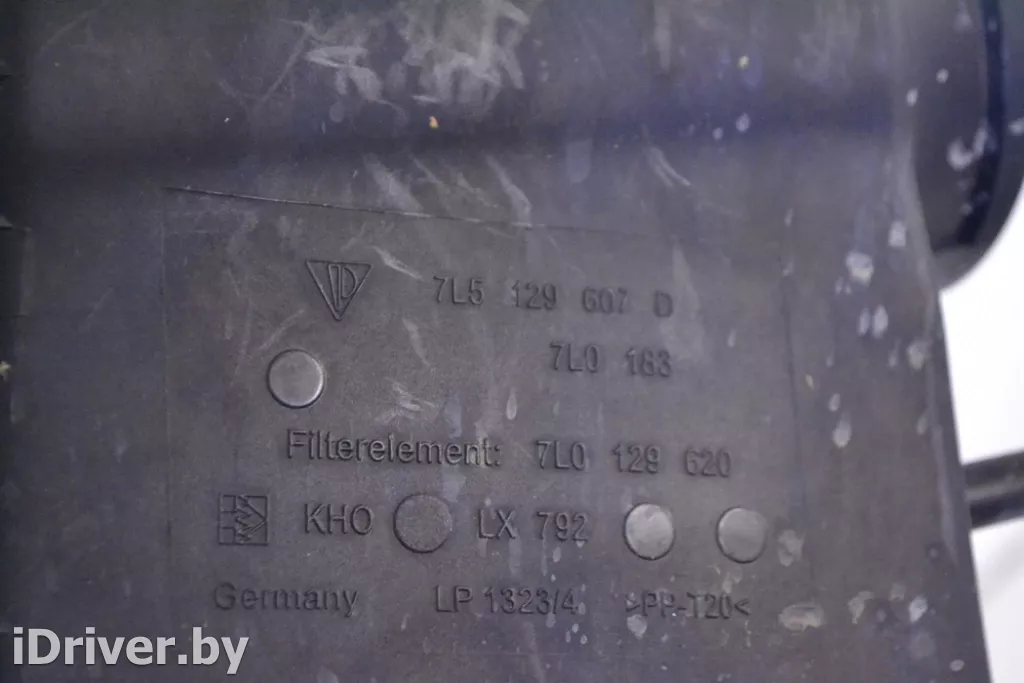 7L5 129 607 D
7L0 183
Filterelement: 7L0 129 620
KHO LX 792
Germany LP 1323/4 >PP-T20<
iDriver.by